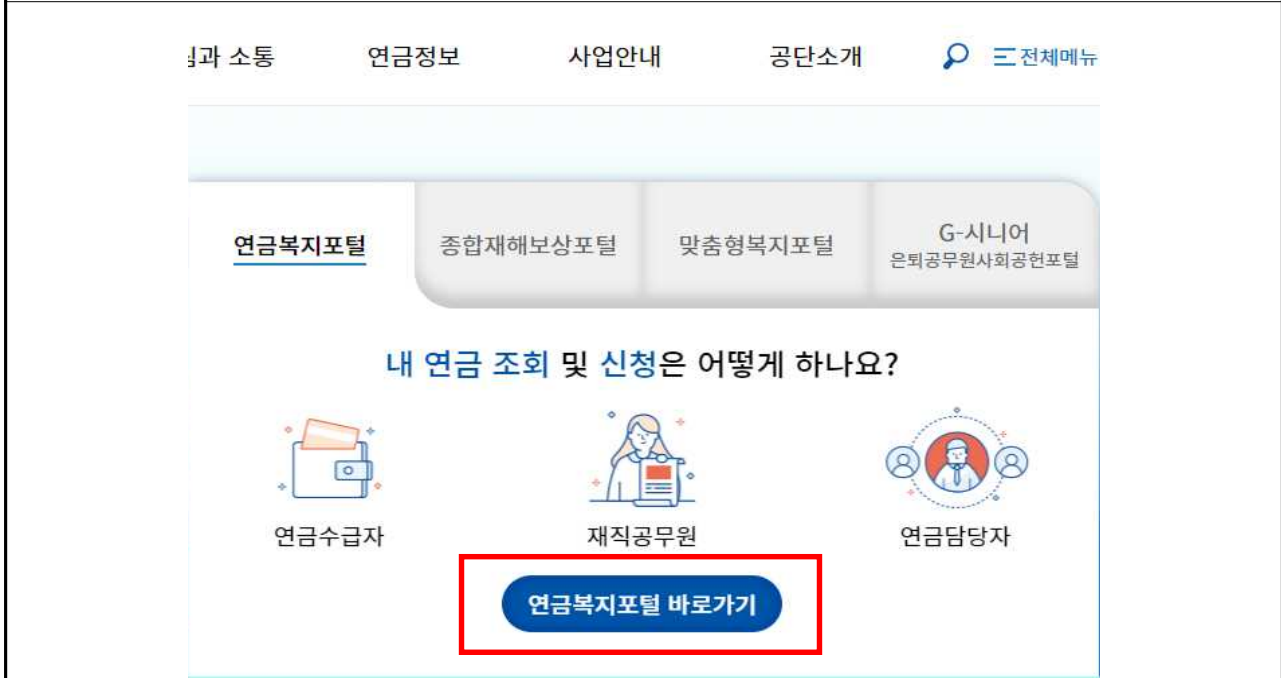 과 소통 연금정보 사업안내 공단소개 전체메뉴
연금복지포털 종합재해보상포털 맞춤형복지포털 G-시니어
은퇴공무원사회공헌포털
내 연금 조회 및 신청은 어떻게 하나요?
연금수급자 재직공무원 연금담당자
연금복지포털 바로가기